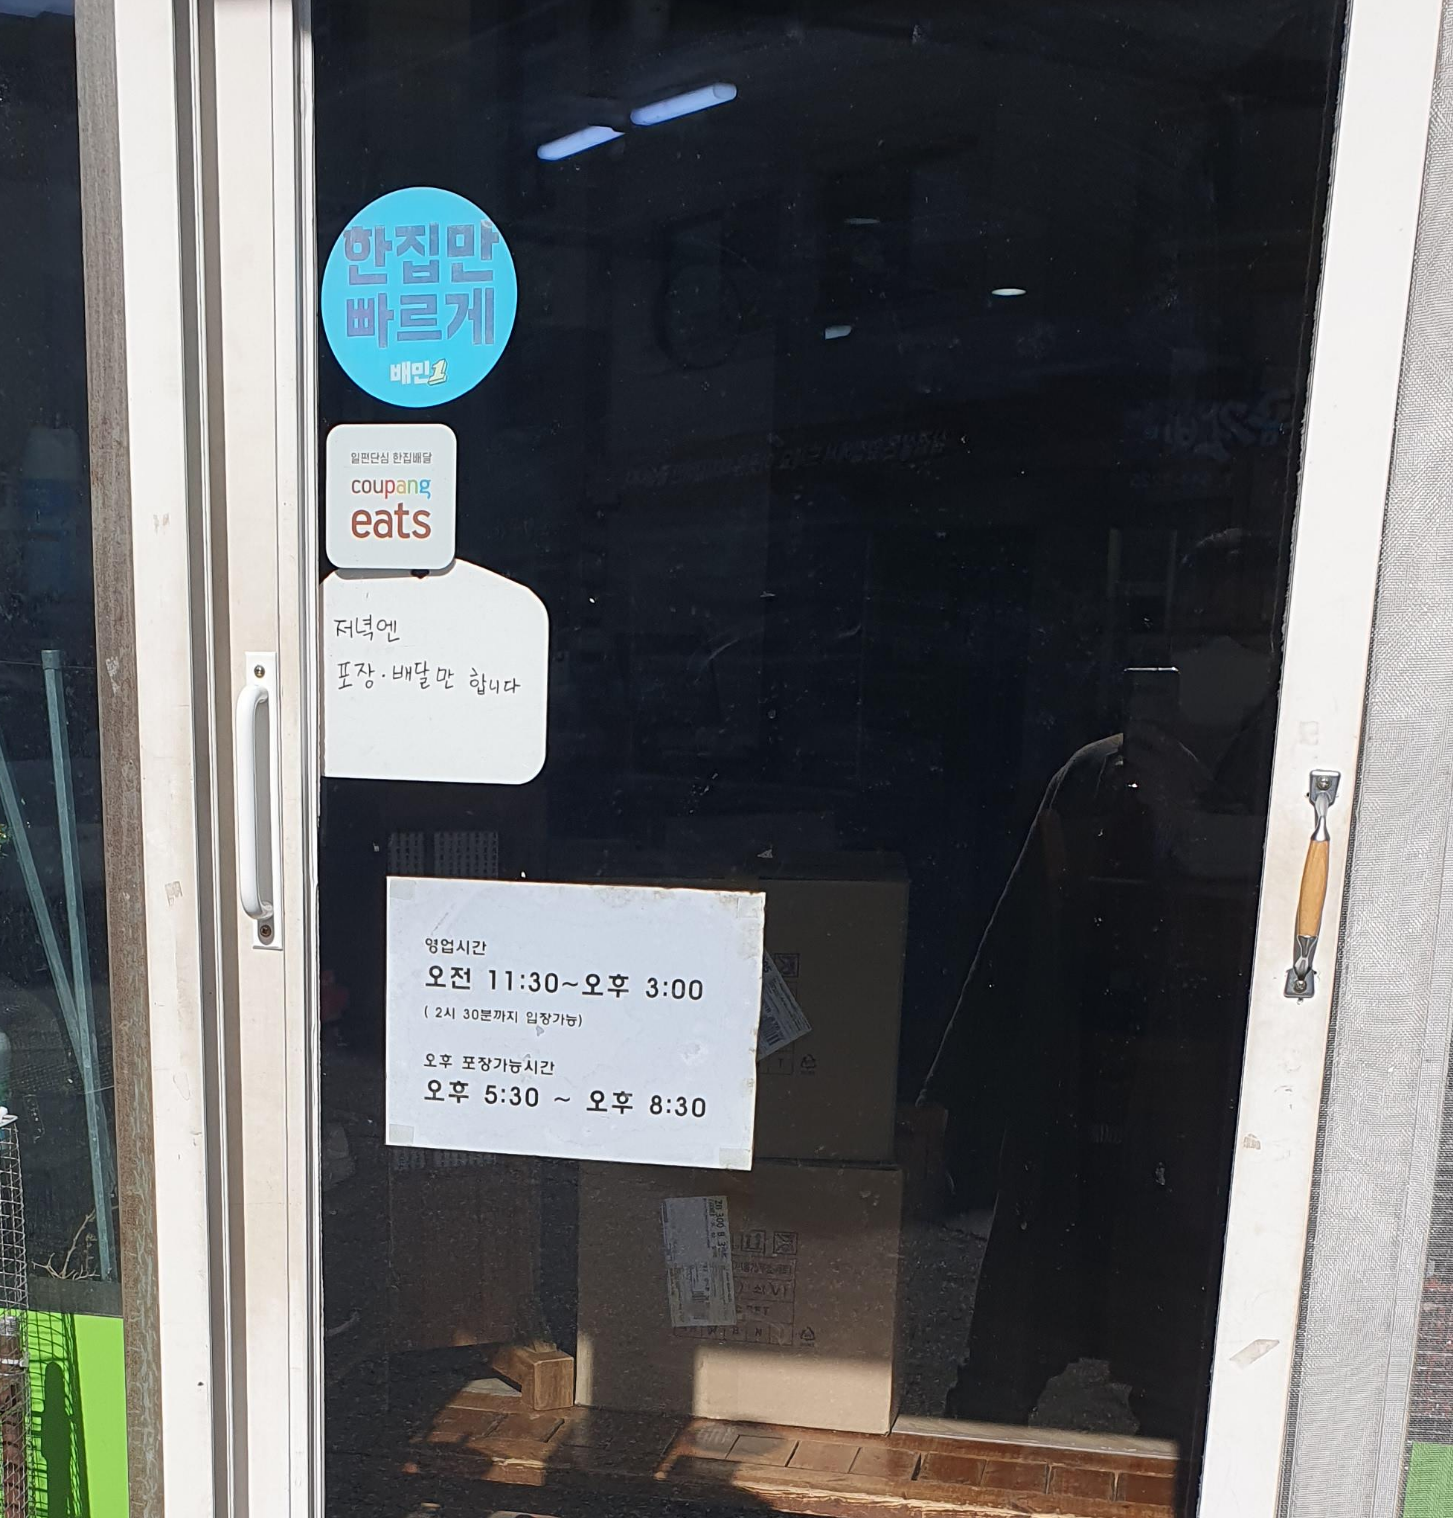 한집만
빠르게
배민1
일편단심 한집배달
coupang
eats
저녁엔
포장·배달만 합니다
영업시간
오전 11:30~오후 3:00
( 2시 30분까지 입장가능)
오후 포장가능시간
오후 5:30 ~ 오후 8:30